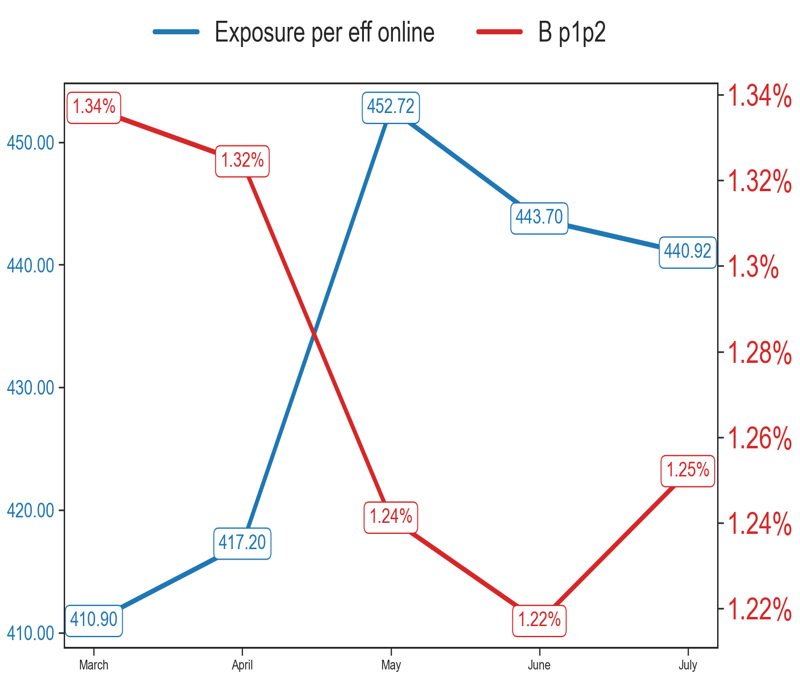 Exposure per eff online B p1p2
1.34% 452.72 1.34%
450.00
1.32% 1.32%
443.70
440.92
440.00 1.3%
430.00 1.28%
1.26%
1.25%
420.00 1.24% 1.24%
417.20
410.90 1.22% 1.22%
410.00
March April May June July